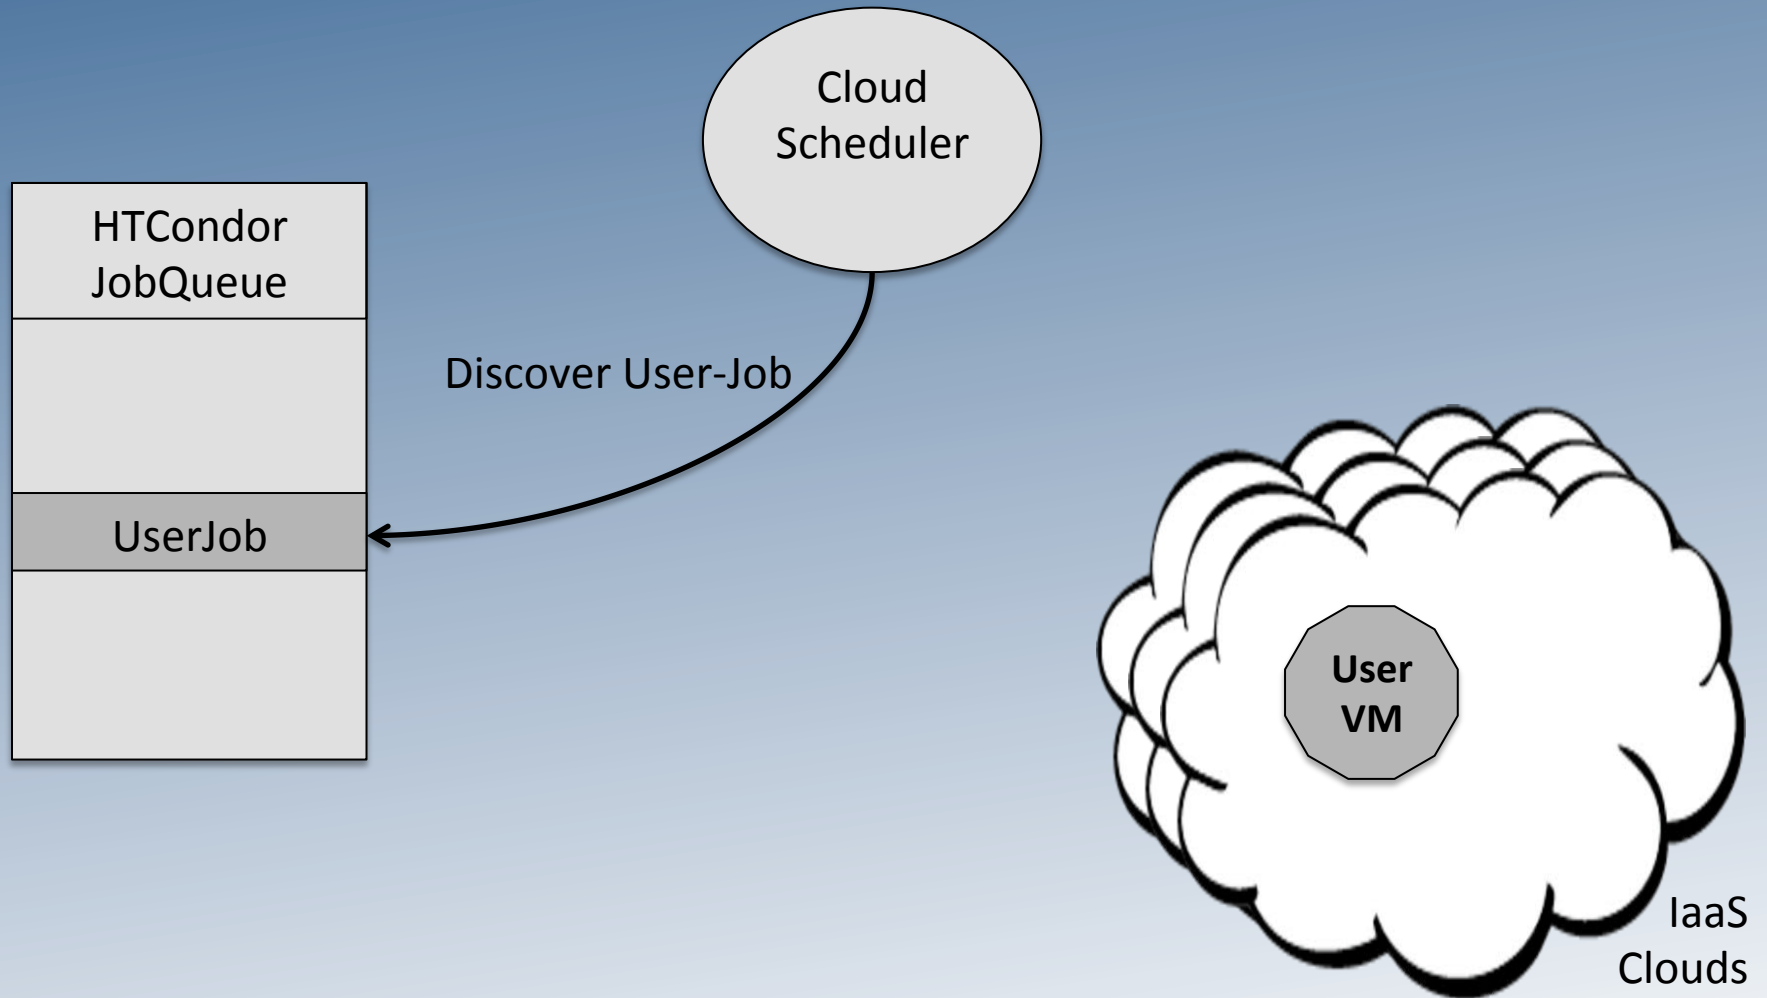 Cloud
Scheduler
HTCondor
JobQueue
Discover User-Job
UserJob
User
VM
IaaS
Clouds